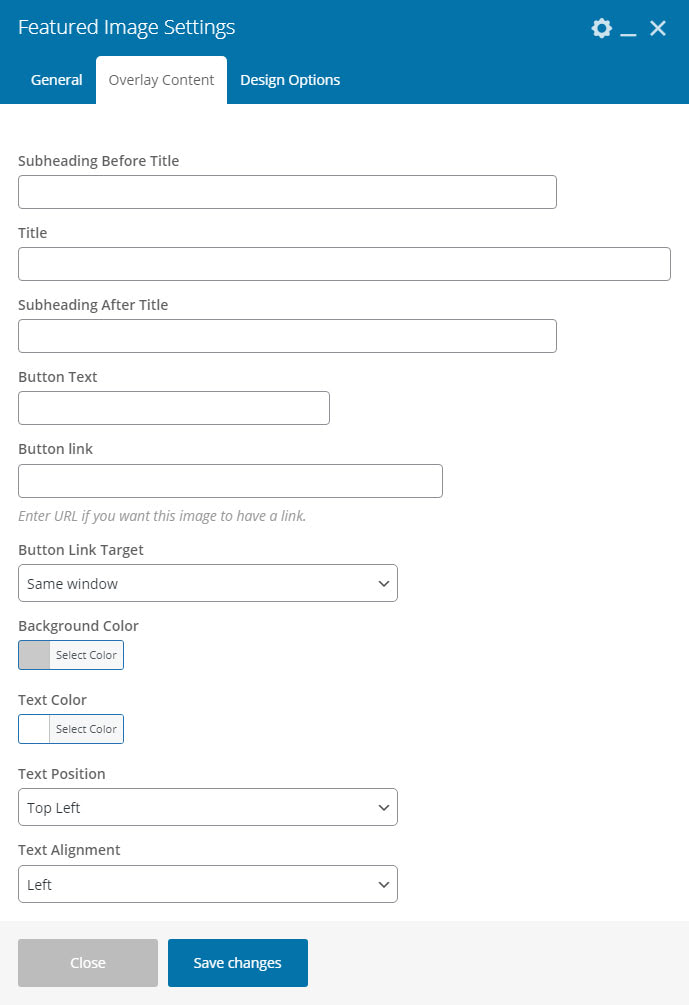 Featured Image Settings
General
Overlay Content
Design Options
Subheading Before Title
Title
Subheading After Title
Button Text
Button link
Enter URL if you want this image to have a link.
Button Link Target
Same window
Background Color
Select Color
Text Color
Select Color
Text Position
Top Left
Text Alignment
Left
Close
Save changes